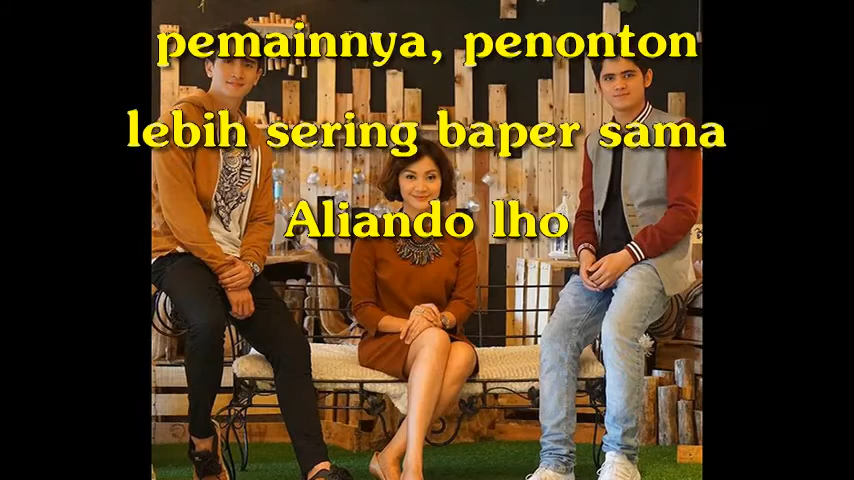 pemainnya, penonton
lebih sering baper sama
Aliando lho